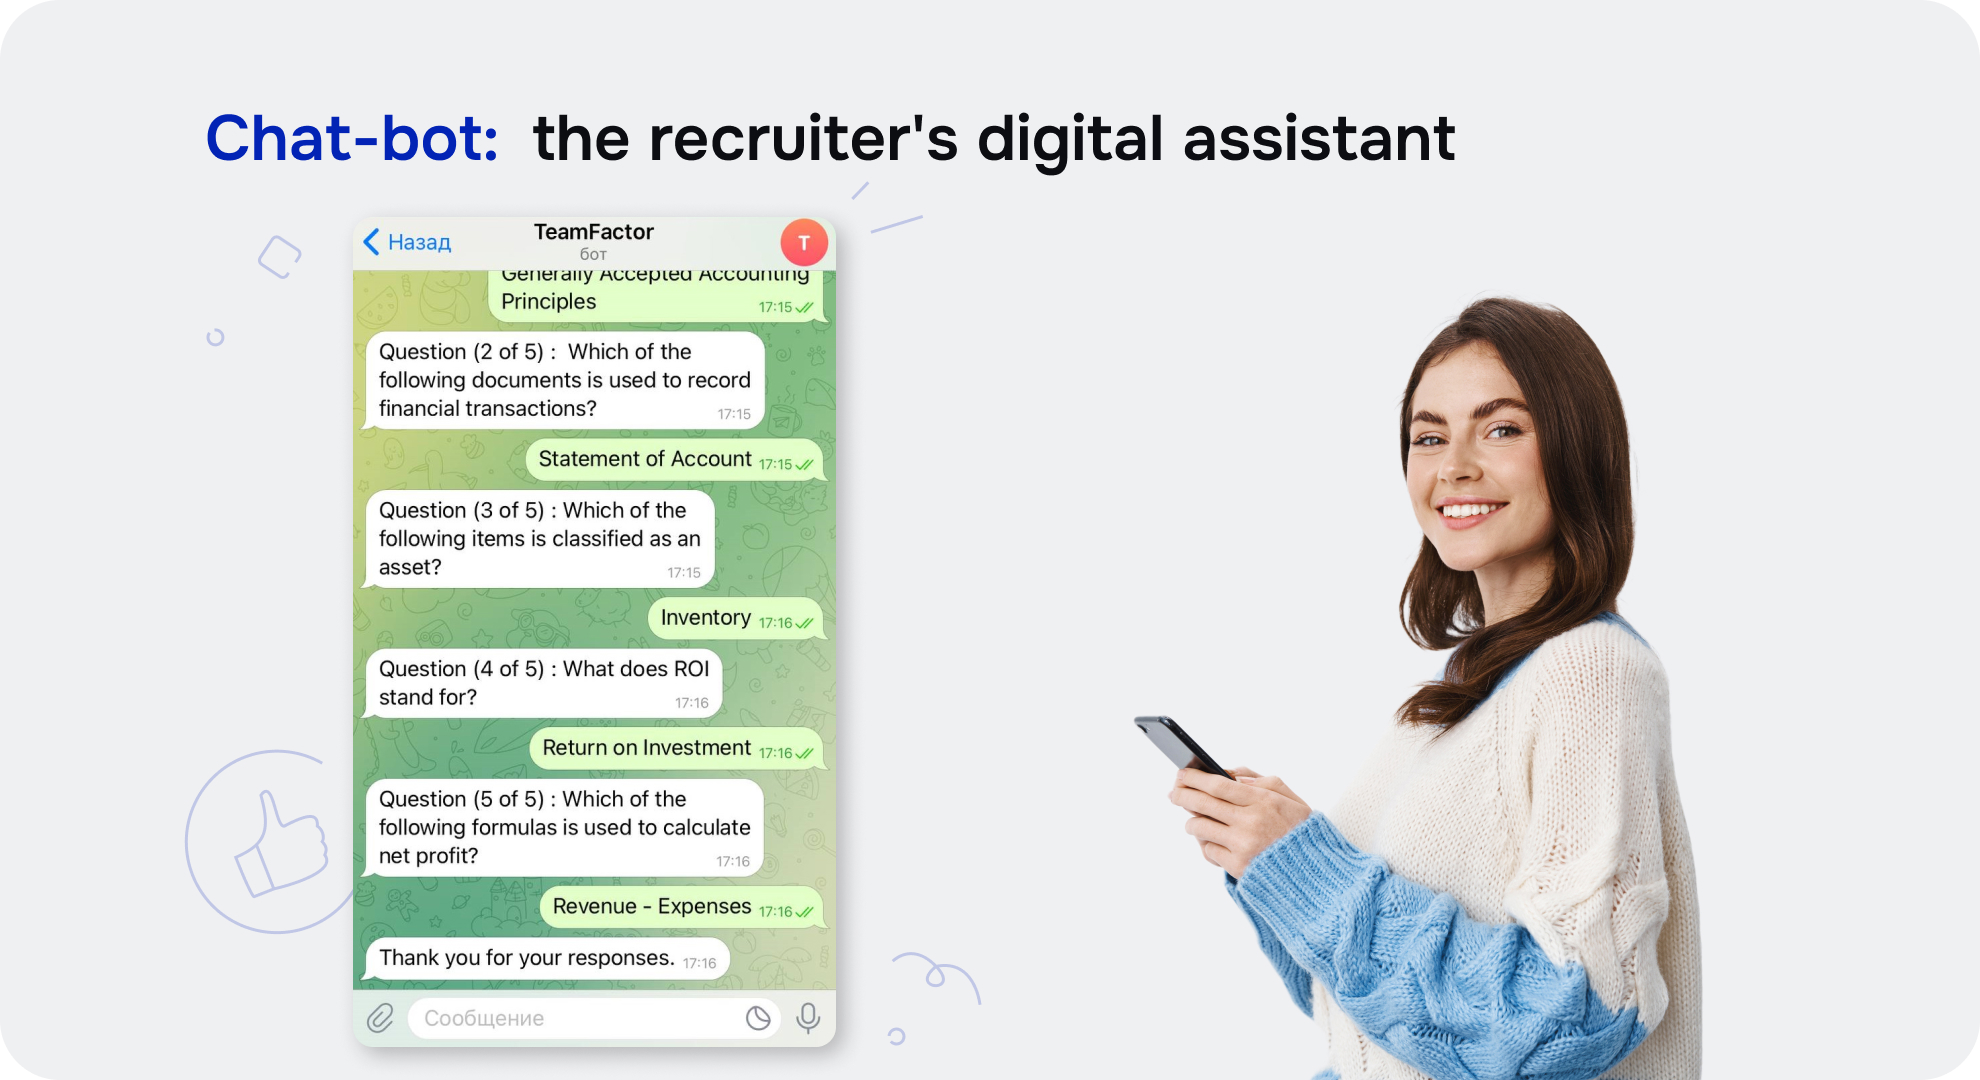 Chat-bot: the recruiter's digital assistant
Назад
TeamFactor
бот
T
Generally Accepted Accounting
Principles
17:15
Question (2 of 5) : Which of the
following documents is used to record
financial transactions?
17:15
Statement of Account 17:15
Question (3 of 5) : Which of the
following items is classified as an
asset?
17:15
Inventory 17:16
Question (4 of 5) : What does ROI
stand for?
17:16
Return on Investment 17:16
Question (5 of 5) : Which of the
following formulas is used to calculate
net profit?
17:16
Revenue - Expenses 17:16
Thank you for your responses. 17:16
Сообщение